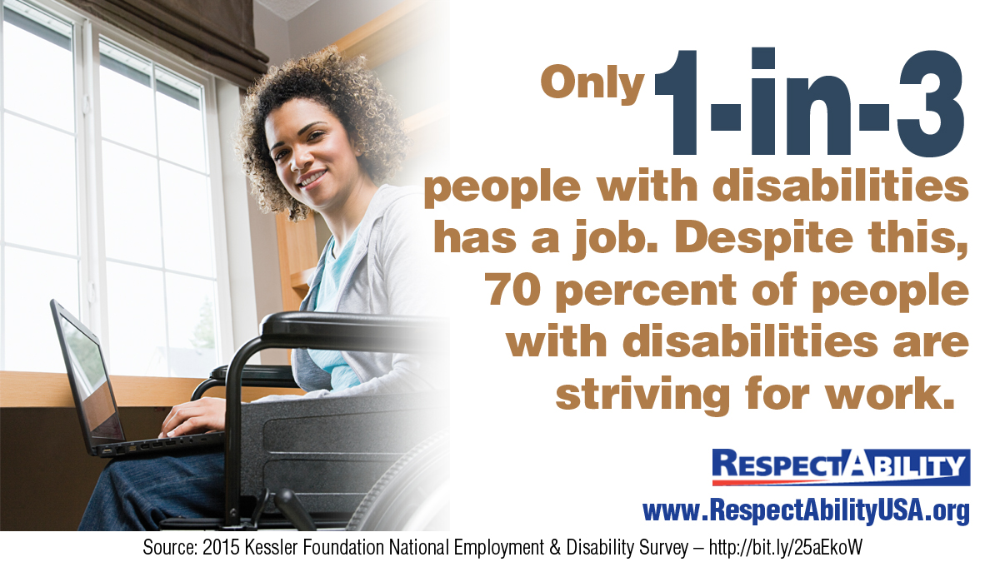 Only 1-in-3
people with disabilities
has a job. Despite this,
70 percent of people
with disabilities are
striving for work.
RESPECTABILITY
www.RespectAbilityUSA.org
Source: 2015 Kessler Foundation National Employment & Disability Survey – http://bit.ly/25aEkoW